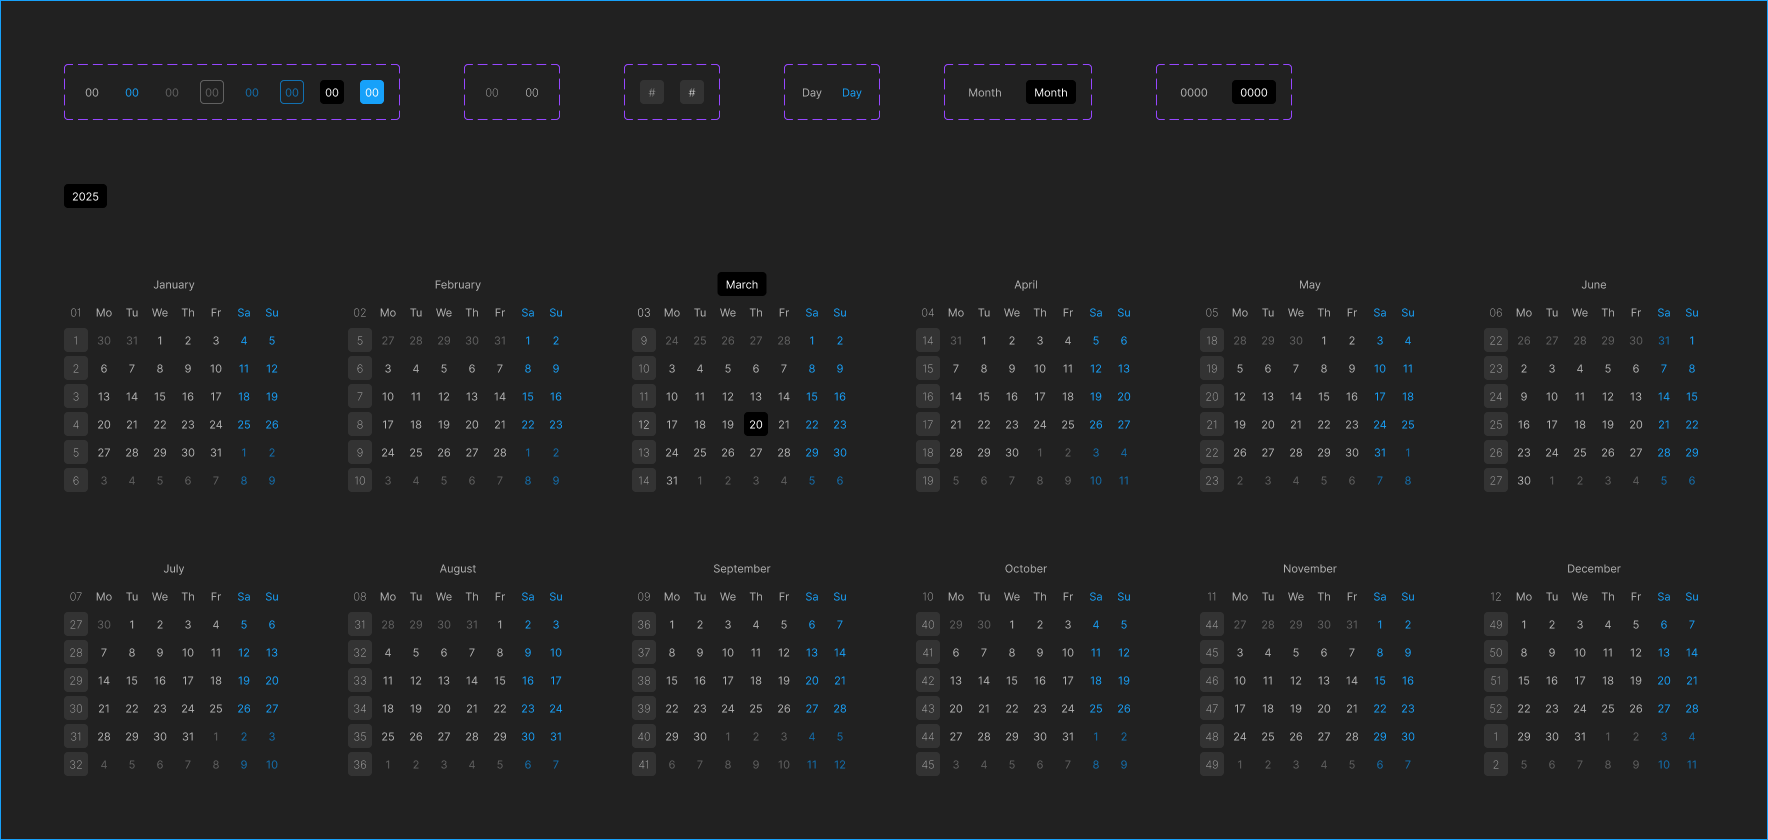 00 00 00 00 00 00 00 00 00 00 # # Day Day Month Month 0000 0000
2025
January February March April May June
01 Mo Tu We Th Fr Sa Su 02 Mo Tu We Th Fr Sa Su 03 Mo Tu We Th Fr Sa Su 04 Mo Tu We Th Fr Sa Su 05 Mo Tu We Th Fr Sa Su 06 Mo Tu We Th Fr Sa Su
1 30 31 1 2 3 4 5 5 27 28 29 30 31 1 2 9 24 25 26 27 28 1 2 14 31 1 2 3 4 5 6 18 28 29 30 1 2 3 4 22 26 27 28 29 30 31 1
2 6 7 8 9 10 11 12 6 3 4 5 6 7 8 9 10 3 4 5 6 7 8 9 15 7 8 9 10 11 12 13 19 5 6 7 8 9 10 11 23 2 3 4 5 6 7 8
3 13 14 15 16 17 18 19 7 10 11 12 13 14 15 16 11 10 11 12 13 14 15 16 16 14 15 16 17 18 19 20 20 12 13 14 15 16 17 18 24 9 10 11 12 13 14 15
4 20 21 22 23 24 25 26 8 17 18 19 20 21 22 23 12 17 18 19 20 21 22 23 17 21 22 23 24 25 26 27 21 19 20 21 22 23 24 25 25 16 17 18 19 20 21 22
5 27 28 29 30 31 1 2 9 24 25 26 27 28 1 2 13 24 25 26 27 28 29 30 18 28 29 30 1 2 3 4 22 26 27 28 29 30 31 1 26 23 24 25 26 27 28 29
6 3 4 5 6 7 8 9 10 3 4 5 6 7 8 9 14 31 1 2 3 4 5 6 19 5 6 7 8 9 10 11 23 2 3 4 5 6 7 8 27 30 1 2 3 4 5 6
July August September October November December
07 Mo Tu We Th Fr Sa Su 08 Mo Tu We Th Fr Sa Su 09 Mo Tu We Th Fr Sa Su 10 Mo Tu We Th Fr Sa Su 11 Mo Tu We Th Fr Sa Su 12 Mo Tu We Th Fr Sa Su
27 30 1 2 3 4 5 6 31 28 29 30 31 1 2 3 36 1 2 3 4 5 6 7 40 29 30 1 2 3 4 5 44 27 28 29 30 31 1 2 49 1 2 3 4 5 6 7
28 7 8 9 10 11 12 13 32 4 5 6 7 8 9 10 37 8 9 10 11 12 13 14 41 6 7 8 9 10 11 12 45 3 4 5 6 7 8 9 50 8 9 10 11 12 13 14
29 14 15 16 17 18 19 20 33 11 12 13 14 15 16 17 38 15 16 17 18 19 20 21 42 13 14 15 16 17 18 19 46 10 11 12 13 14 15 16 51 15 16 17 18 19 20 21
30 21 22 23 24 25 26 27 34 18 19 20 21 22 23 24 39 22 23 24 25 26 27 28 43 20 21 22 23 24 25 26 47 17 18 19 20 21 22 23 52 22 23 24 25 26 27 28
31 28 29 30 31 1 2 3 35 25 26 27 28 29 30 31 40 29 30 1 2 3 4 5 44 27 28 29 30 31 1 2 48 24 25 26 27 28 29 30 1 29 30 31 1 2 3 4
32 4 5 6 7 8 9 10 36 1 2 3 4 5 6 7 41 6 7 8 9 10 11 12 45 3 4 5 6 7 8 9 49 1 2 3 4 5 6 7 2 5 6 7 8 9 10 11